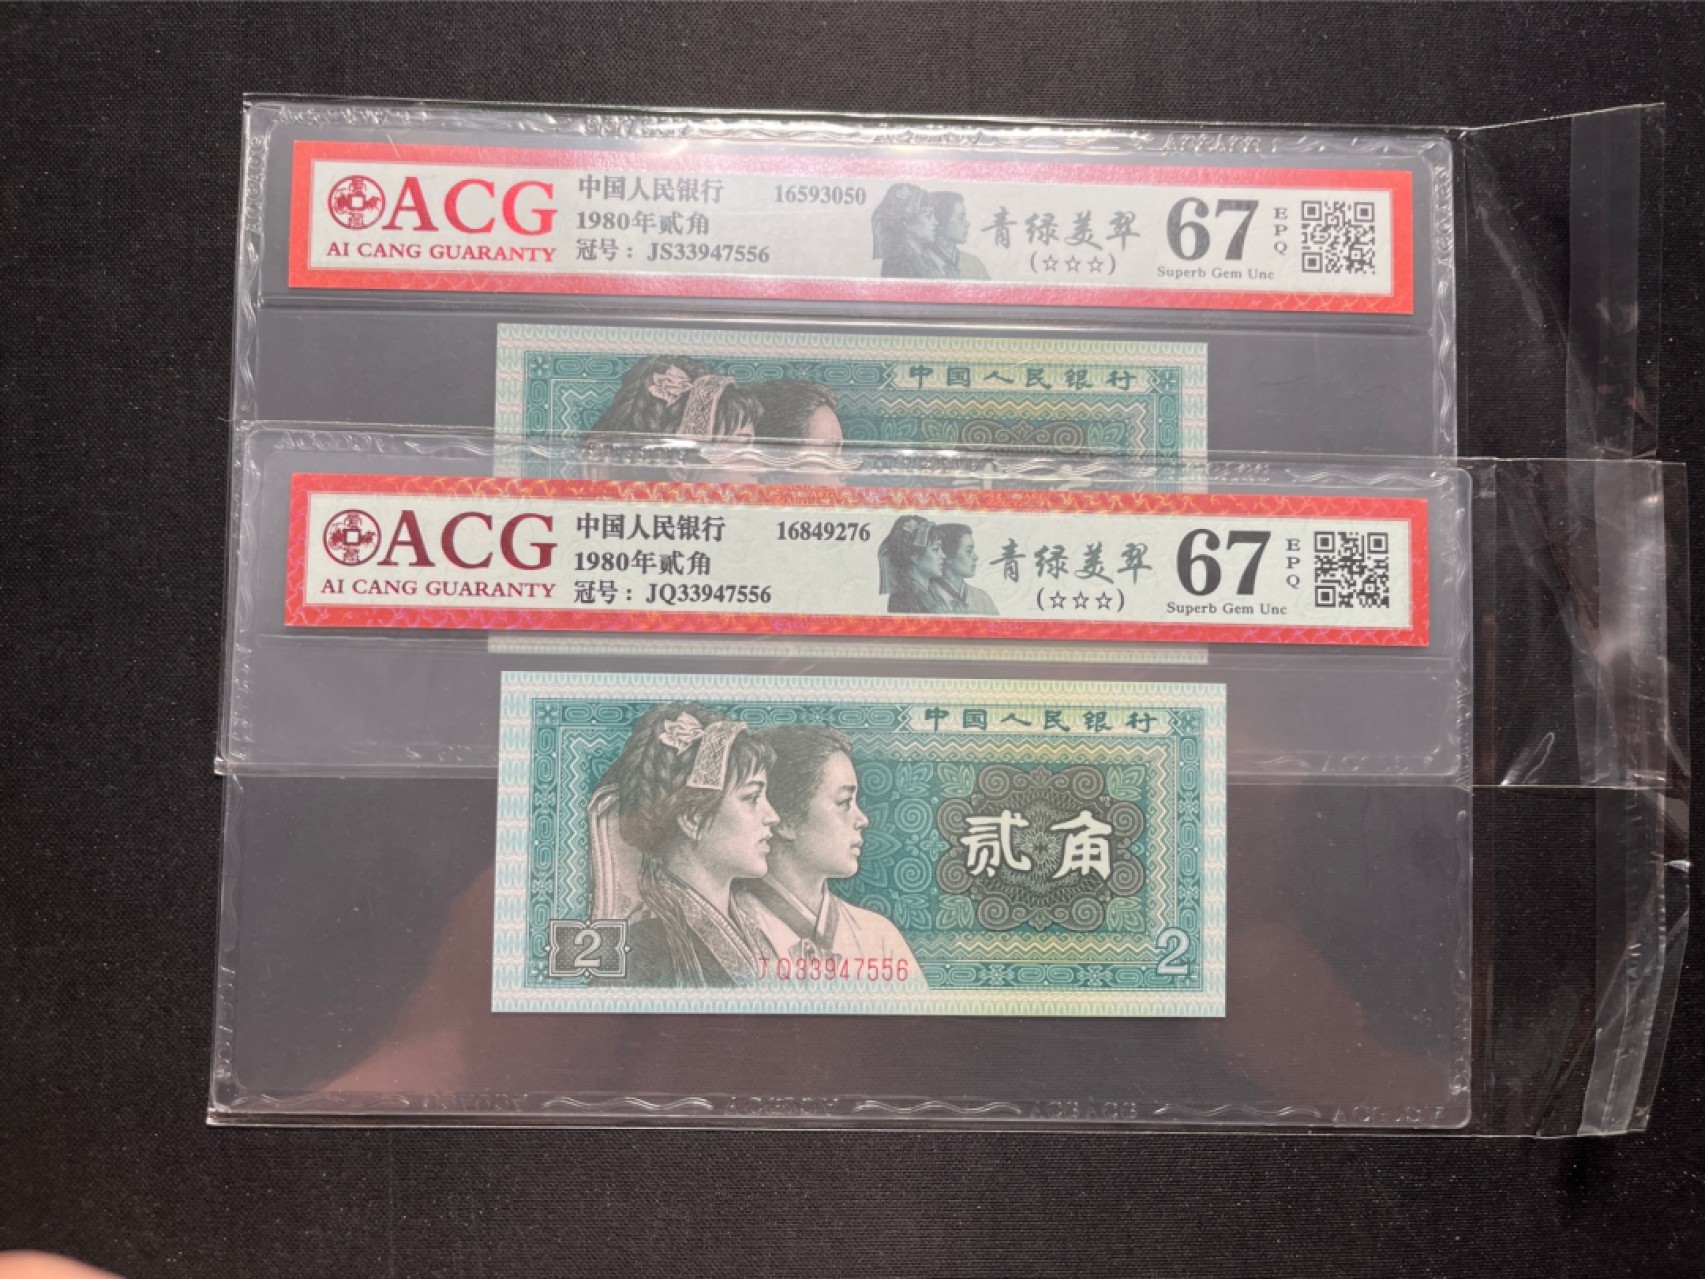 ACG
AI CANG GUARANTY
中国人民银行 16593050
1980年贰角
冠号：JS33947556
青绿美翠
(☆☆☆)
67
EPQ
Superb Gem Unc
中国人民银行
ACG
AI CANG GUARANTY
中国人民银行 16849276
1980年贰角
冠号：JQ33947556
青绿美翠
(☆☆☆)
67
EPQ
Superb Gem Unc
中国人民银行
贰角
2
JQ33947556
2